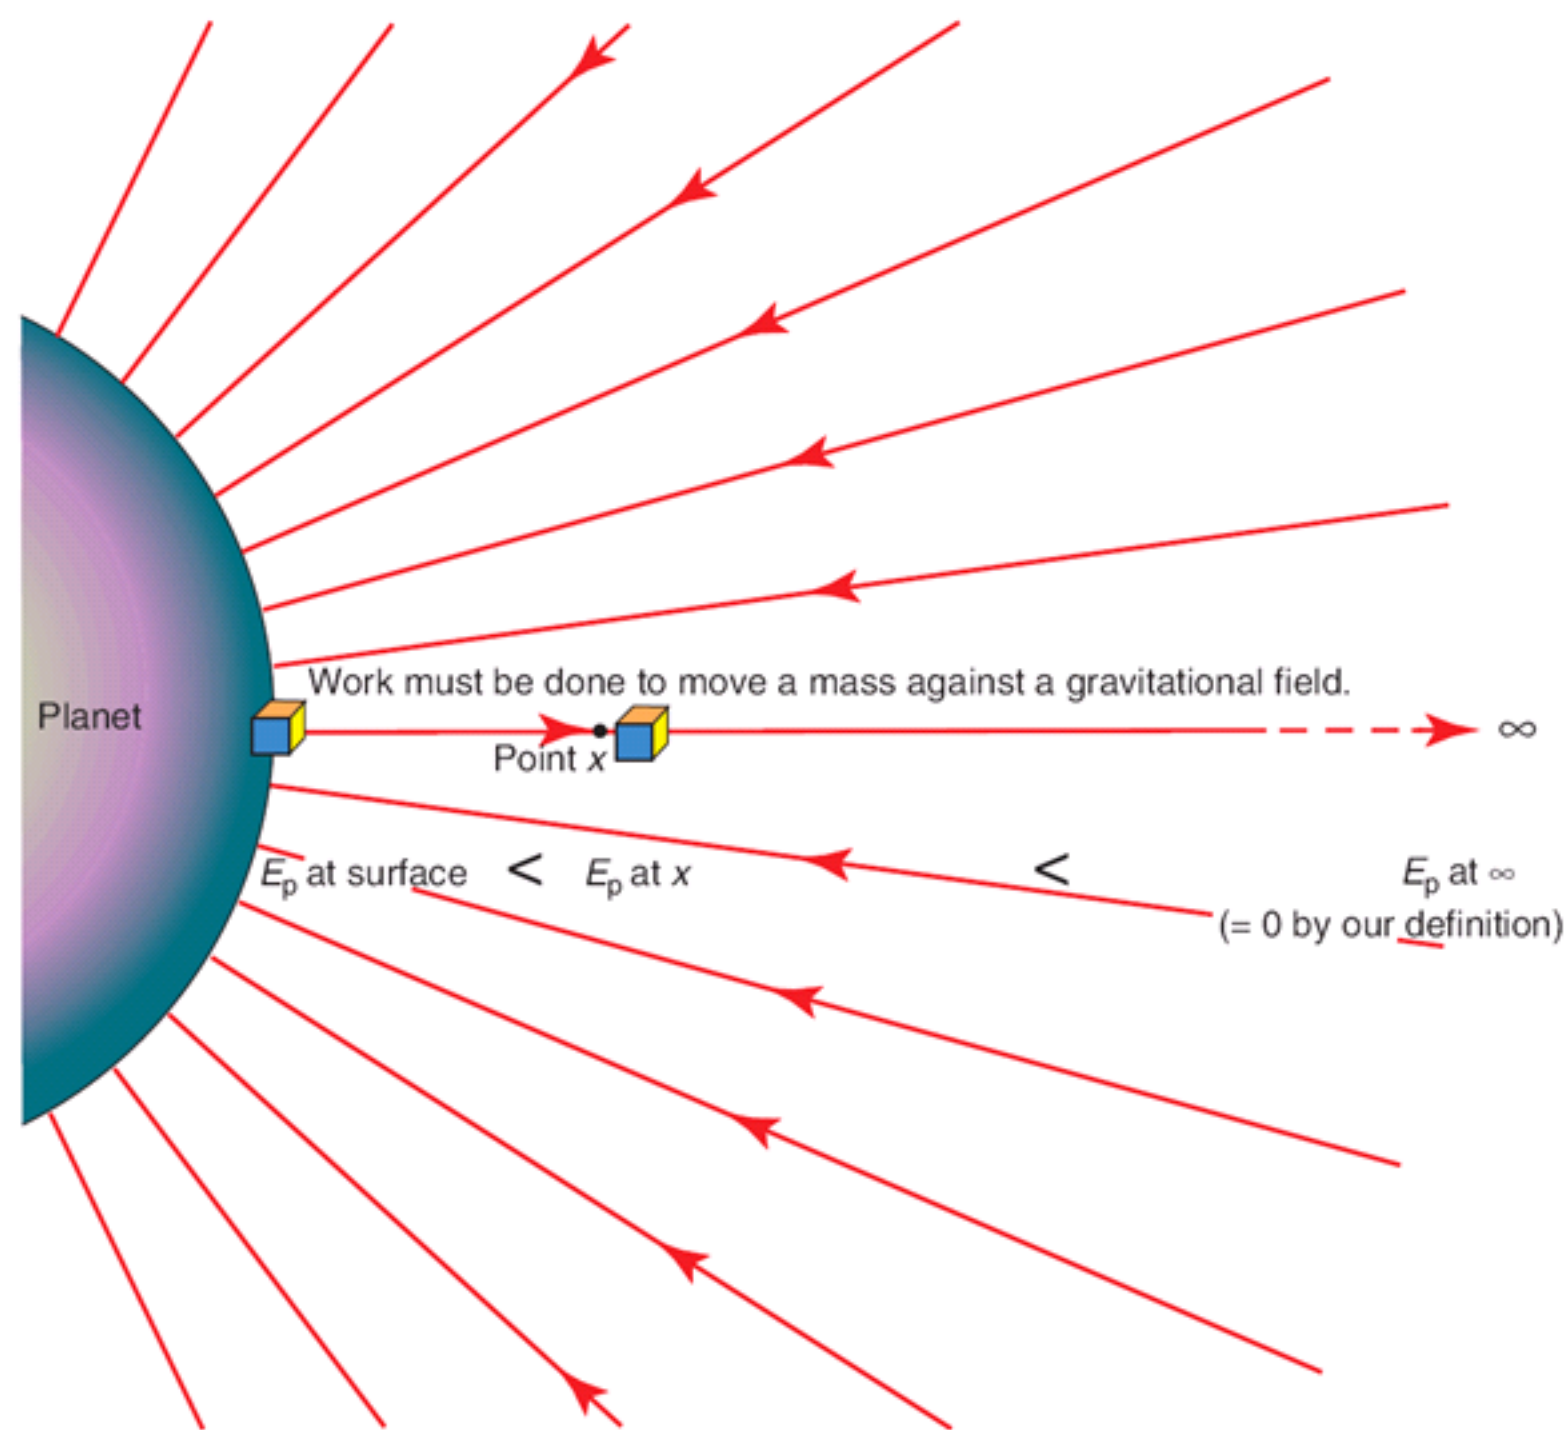 Work must be done to move a mass against a gravitational field.
Planet
∞
Point x
Eₚ at surface < Eₚ at x < Eₚ at ∞
(= 0 by our definition)